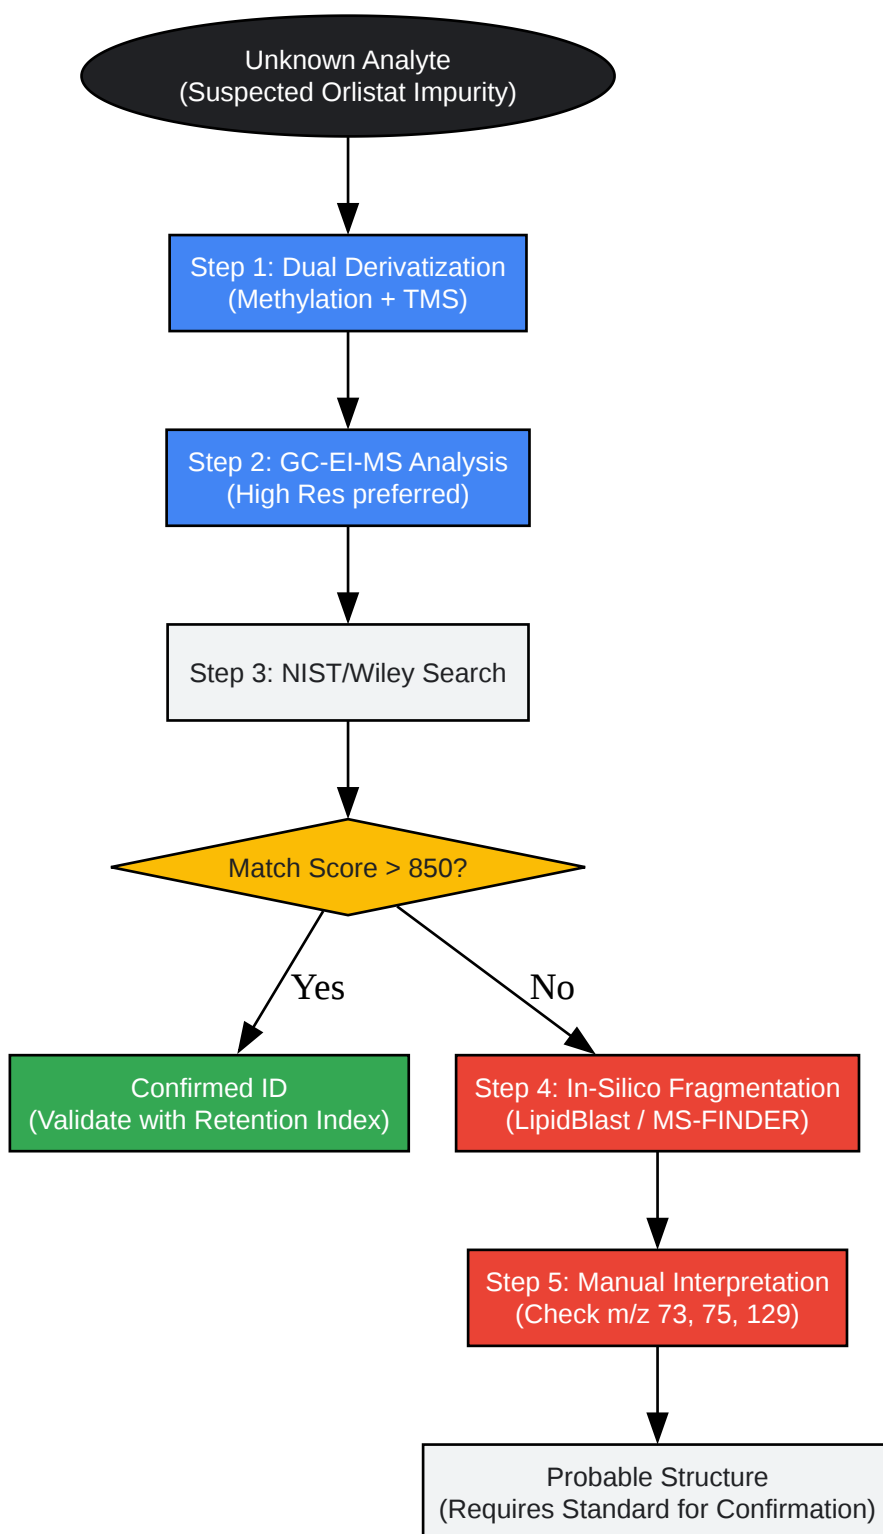 Unknown Analyte
(Suspected Orlistat Impurity)
Step 1: Dual Derivatization
(Methylation + TMS)
Step 2: GC-EI-MS Analysis
(High Res preferred)
Step 3: NIST/Wiley Search
Match Score > 850?
Yes
No
Confirmed ID
(Validate with Retention Index)
Step 4: In-Silico Fragmentation
(LipidBlast / MS-FINDER)
Step 5: Manual Interpretation
(Check m/z 73, 75, 129)
Probable Structure
(Requires Standard for Confirmation)